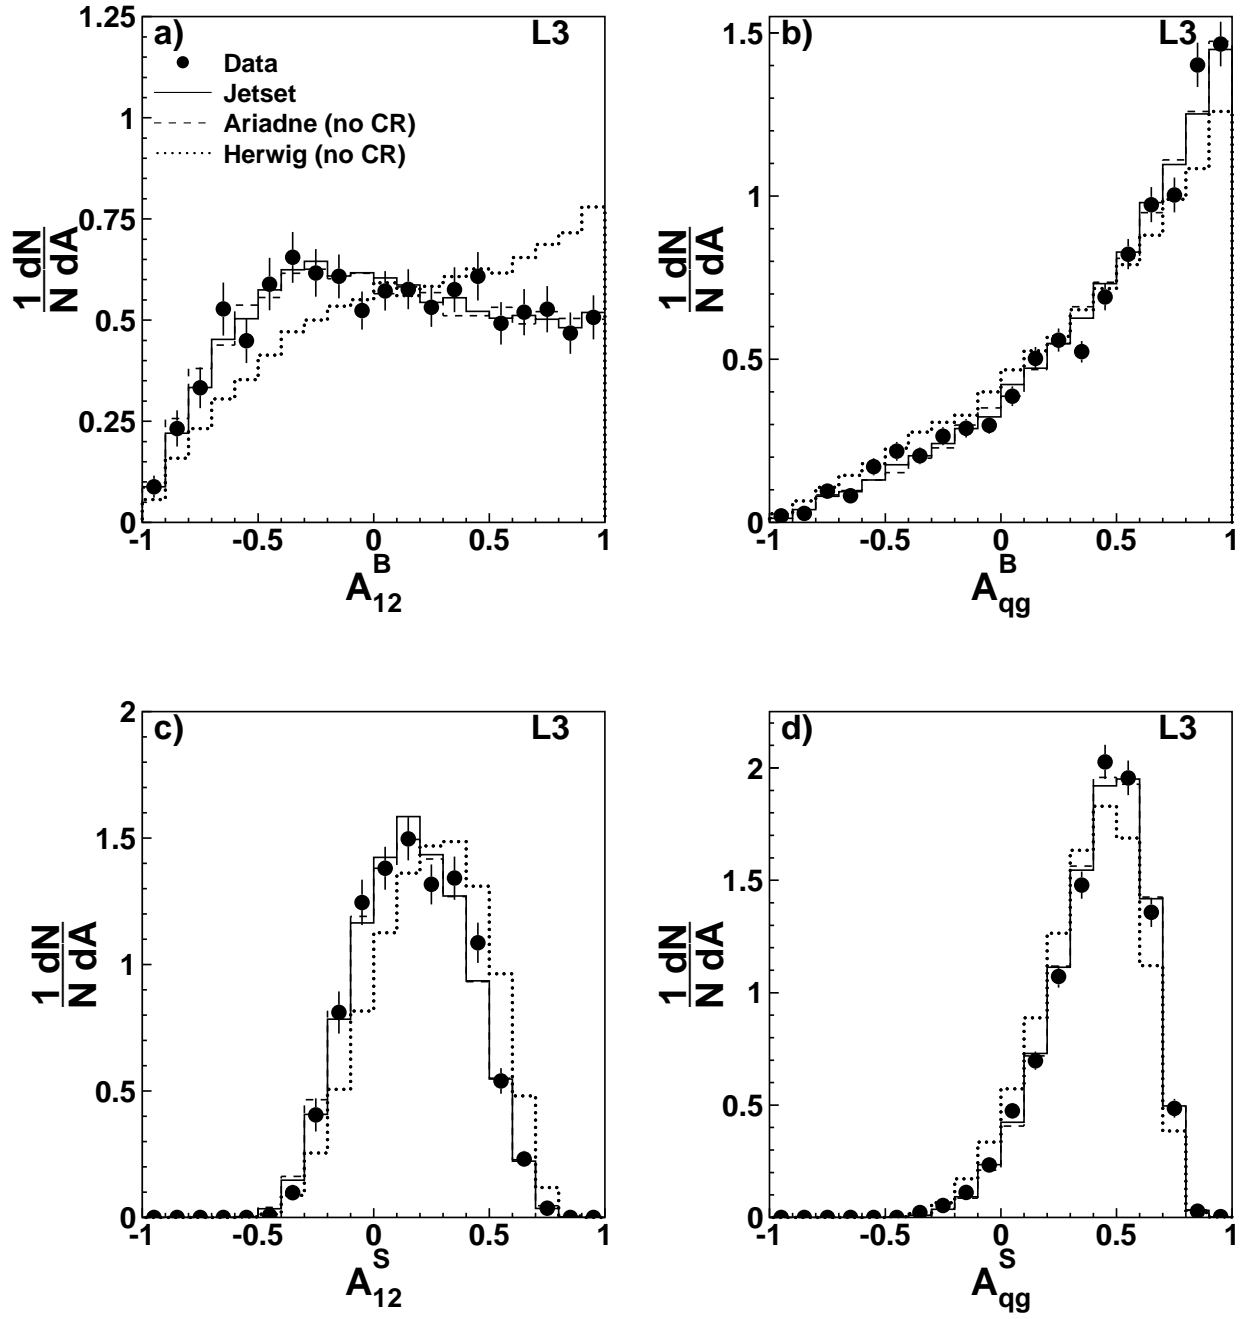 a) L3
Data
Jetset
Ariadne (no CR)
Herwig (no CR)
1.25
1
0.75
0.5
0.25
0
1 dN
N dA
-1 -0.5 0 0.5 1
A B 12
b) L3
1.5
1
0.5
0
1 dN
N dA
-1 -0.5 0 0.5 1
A B qg
c) L3
2
1.5
1
0.5
0
1 dN
N dA
-1 -0.5 0 0.5 1
A S 12
d) L3
2
1.5
1
0.5
0
1 dN
N dA
-1 -0.5 0 0.5 1
A S qg